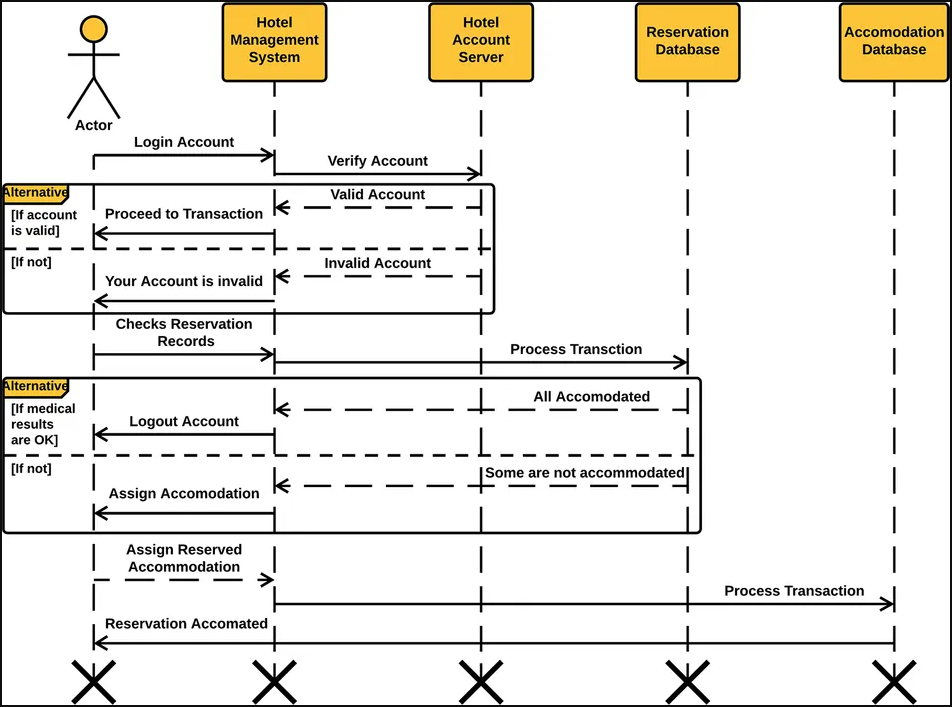 Hotel
Management
System
Hotel
Account
Server
Reservation
Database
Accomodation
Database
Actor
Login Account
Verify Account
Alternative
Valid Account
[If account
is valid]
Proceed to Transaction
[If not]
Invalid Account
Your Account is invalid
Checks Reservation
Records
Process Transction
Alternative
All Accomodated
[If medical
results
are OK]
Logout Account
[If not]
Some are not accommodated
Assign Accomodation
Assign Reserved
Accommodation
Process Transaction
Reservation Accomated